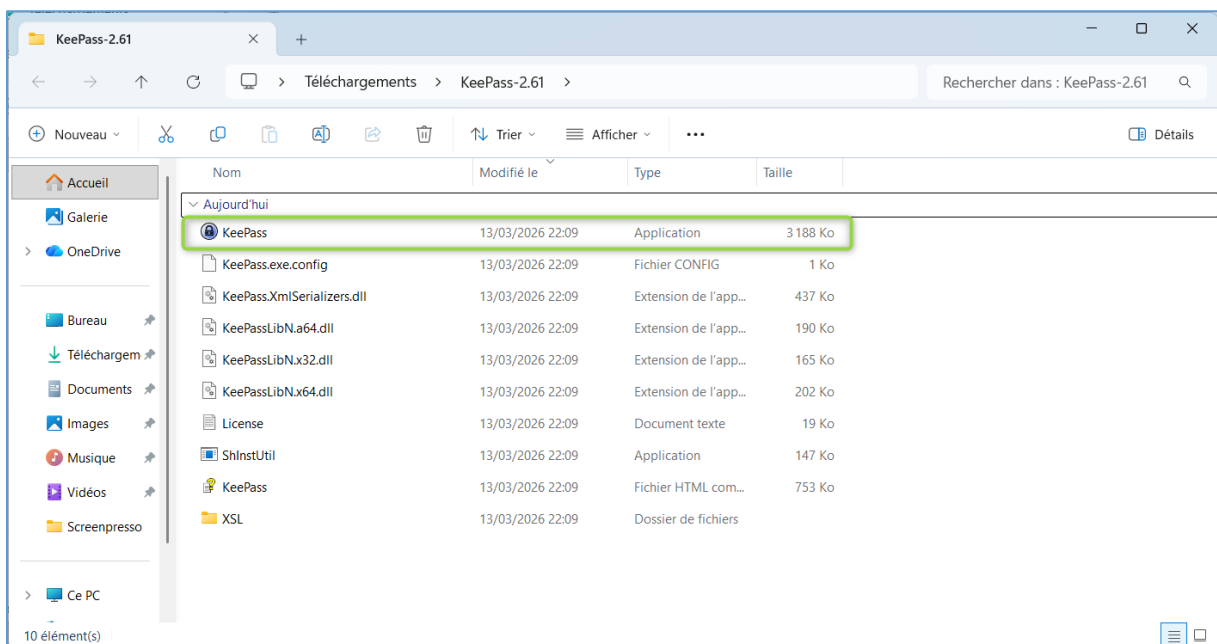 KeePass-2.61
Téléchargements > KeePass-2.61 >
Rechercher dans : KeePass-2.61
Nouveau
Trier
Afficher
Détails
Accueil
Galerie
OneDrive
Bureau
Téléchargem
Documents
Images
Musique
Vidéos
Screenpresso
Ce PC
Nom Modifié le Type Taille
Aujourd'hui
KeePass 13/03/2026 22:09 Application 3 188 Ko
KeePass.exe.config 13/03/2026 22:09 Fichier CONFIG 1 Ko
KeePass.XmlSerializers.dll 13/03/2026 22:09 Extension de l'app... 437 Ko
KeePassLibN.a64.dll 13/03/2026 22:09 Extension de l'app... 190 Ko
KeePassLibN.x32.dll 13/03/2026 22:09 Extension de l'app... 165 Ko
KeePassLibN.x64.dll 13/03/2026 22:09 Extension de l'app... 202 Ko
License 13/03/2026 22:09 Document texte 19 Ko
ShInstUtil 13/03/2026 22:09 Application 147 Ko
KeePass 13/03/2026 22:09 Fichier HTML com... 753 Ko
XSL 13/03/2026 22:09 Dossier de fichiers
10 élément(s)